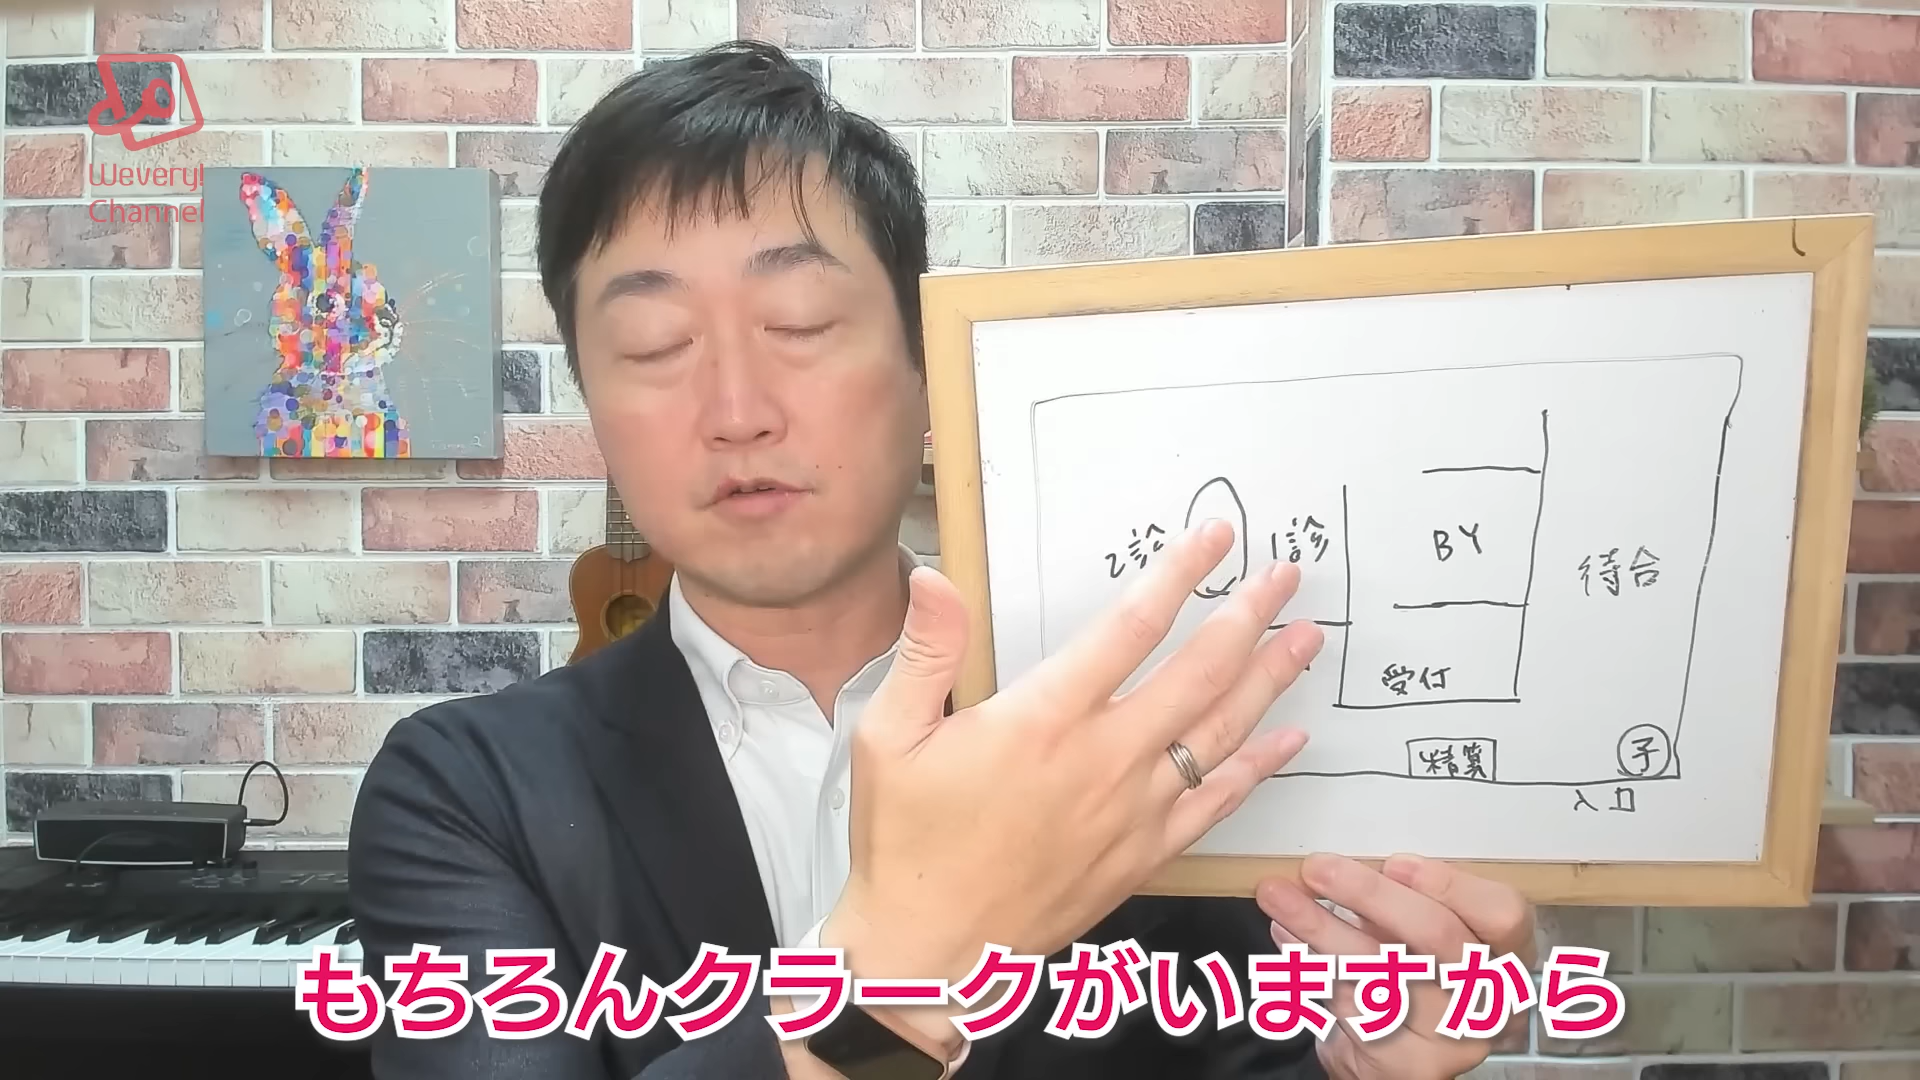 Wevery!
Channel
2診
1診
BY
待合
受付
精算
子
入口
もちろんクラークがいますから